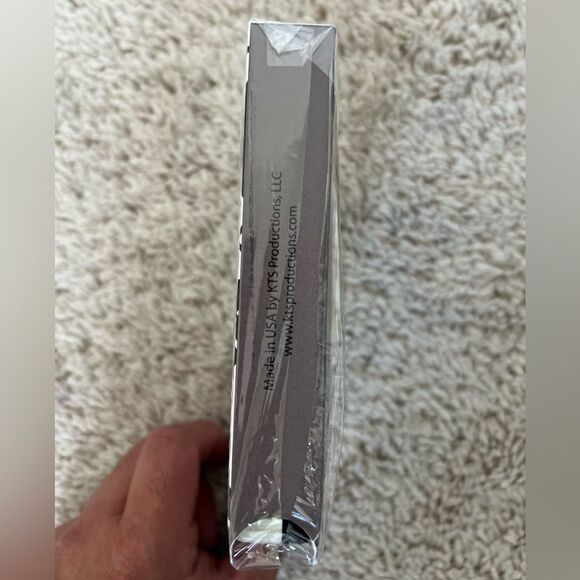 Made in USA by KTS Productions, LLC
www.ktsproductions.com